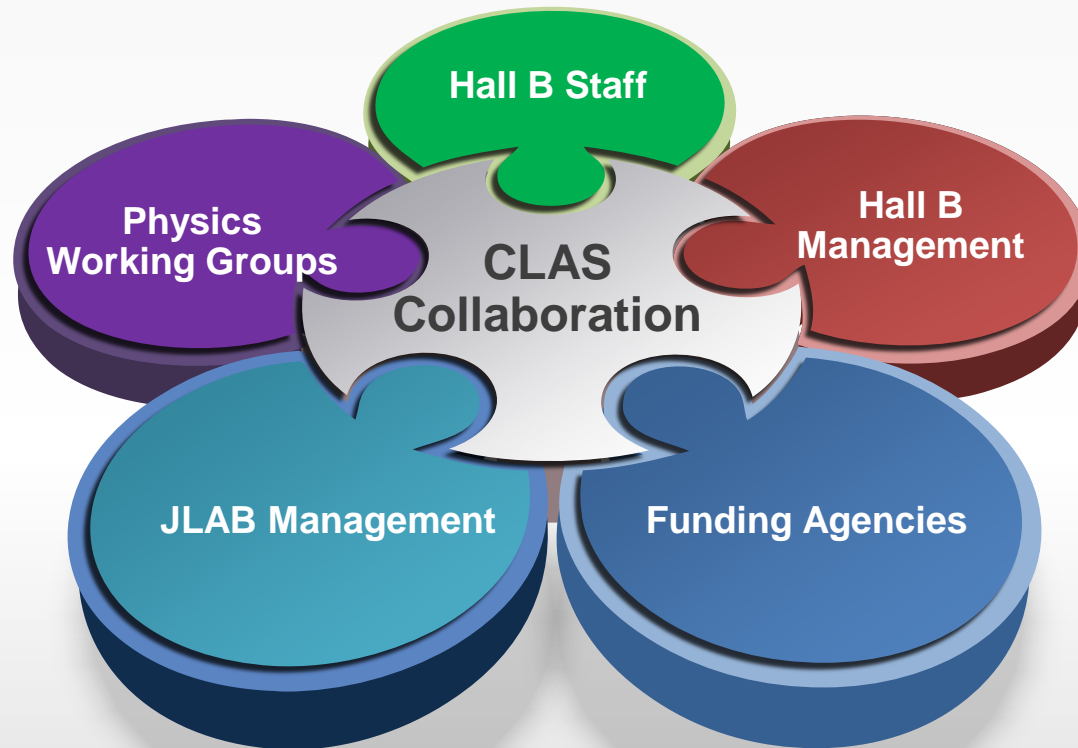 Hall B Staff
Physics
Working Groups
Hall B
Management
CLAS
Collaboration
JLAB Management
Funding Agencies